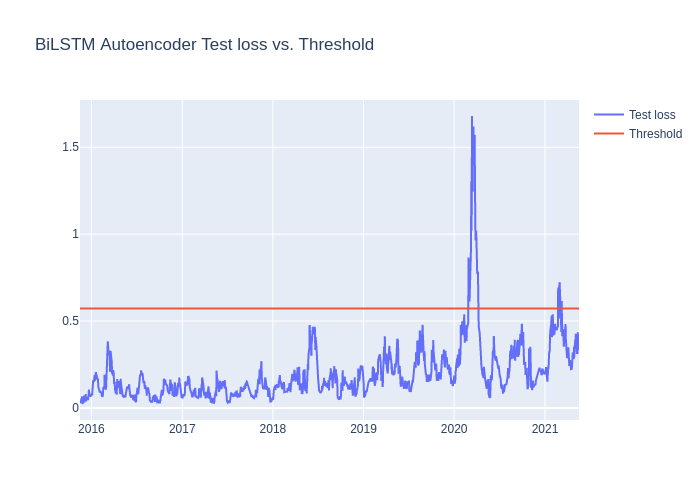 BiLSTM Autoencoder Test loss vs. Threshold
Test loss
Threshold
1.5
1
0.5
0
2016 2017 2018 2019 2020 2021